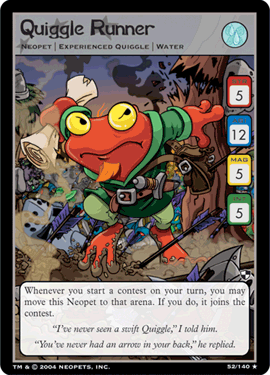 Quiggle Runner
Neopet | Experienced Quiggle | Water
5
12
MAG
5
5
Whenever you start a contest on your turn, you may
move this Neopet to that arena. If you do, it joins the
contest.
"I've never seen a swift Quiggle," I told him.
"You've never had an arrow in your back," he replied.
TM & © 2004 NEOPETS, INC. 52/140 ★